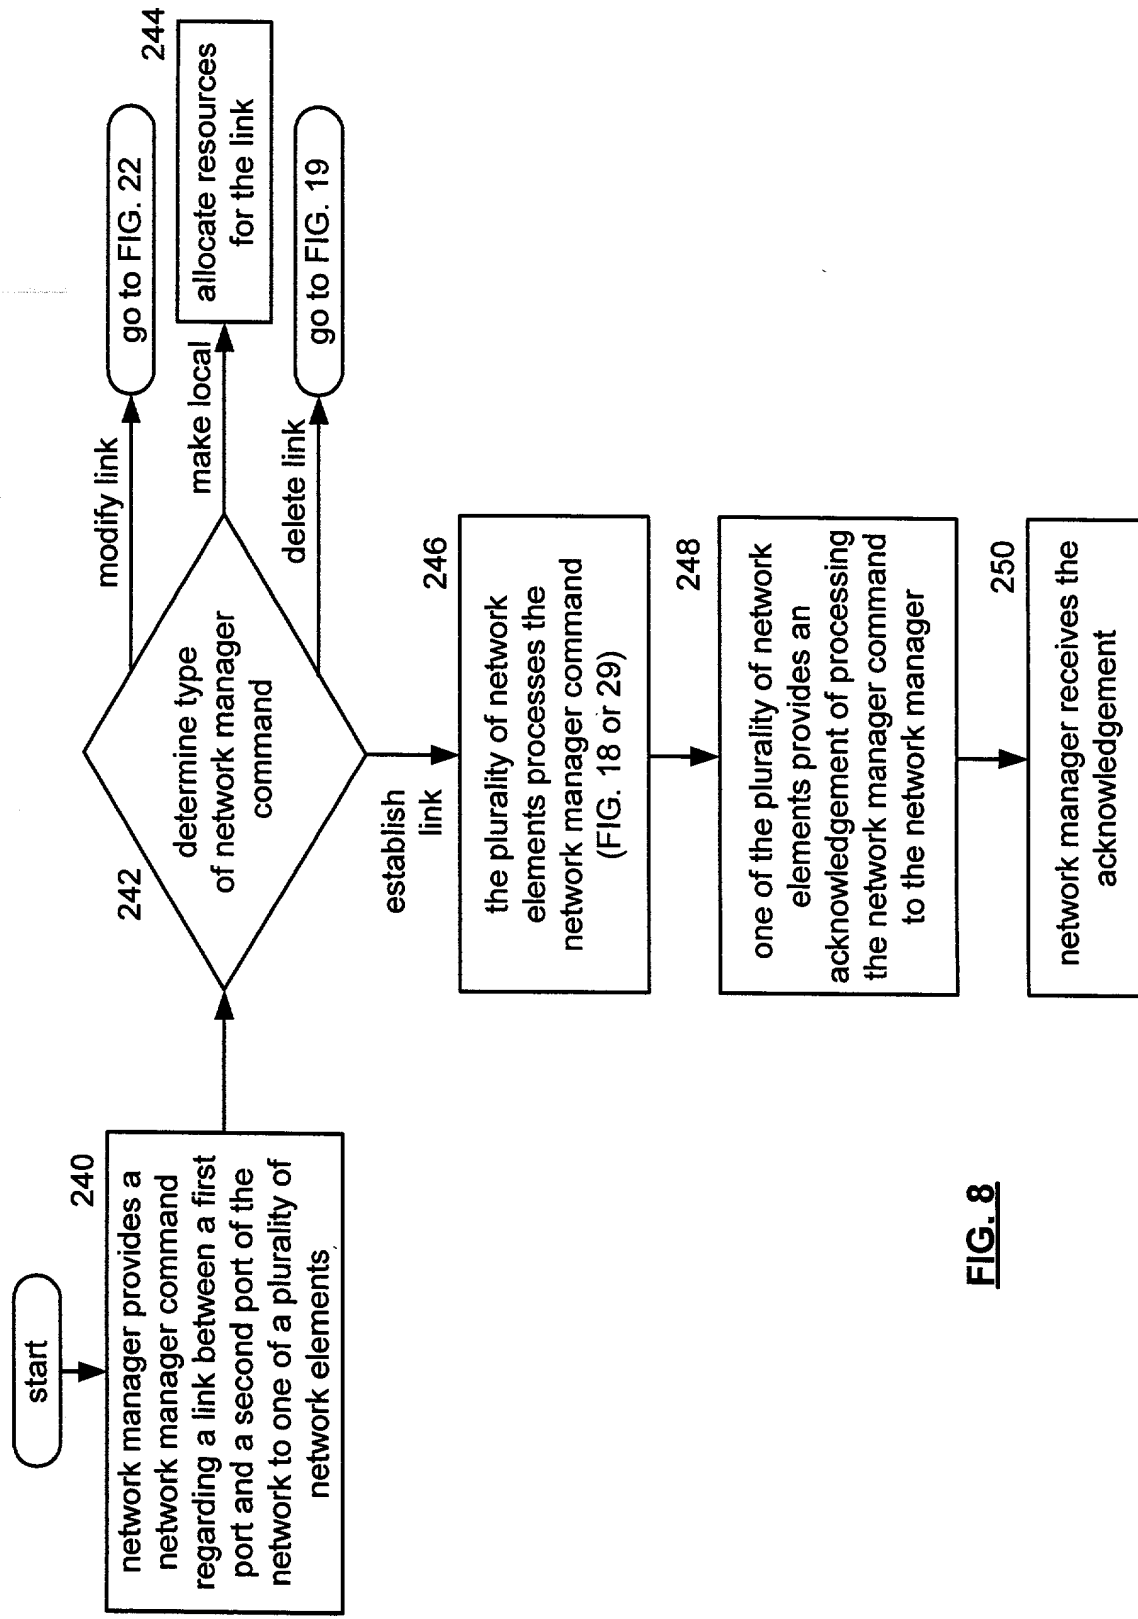 start
240
network manager provides a
network manager command
regarding a link between a first
port and a second port of the
network to one of a plurality of
network elements
242
determine type
of network manager
command
modify link
go to FIG. 22
make local
244
allocate resources
for the link
delete link
go to FIG. 19
establish
link
246
the plurality of network
elements processes the
network manager command
(FIG. 18 or 29)
248
one of the plurality of network
elements provides an
acknowledgement of processing
the network manager command
to the network manager
250
network manager receives the
acknowledgement
FIG. 8